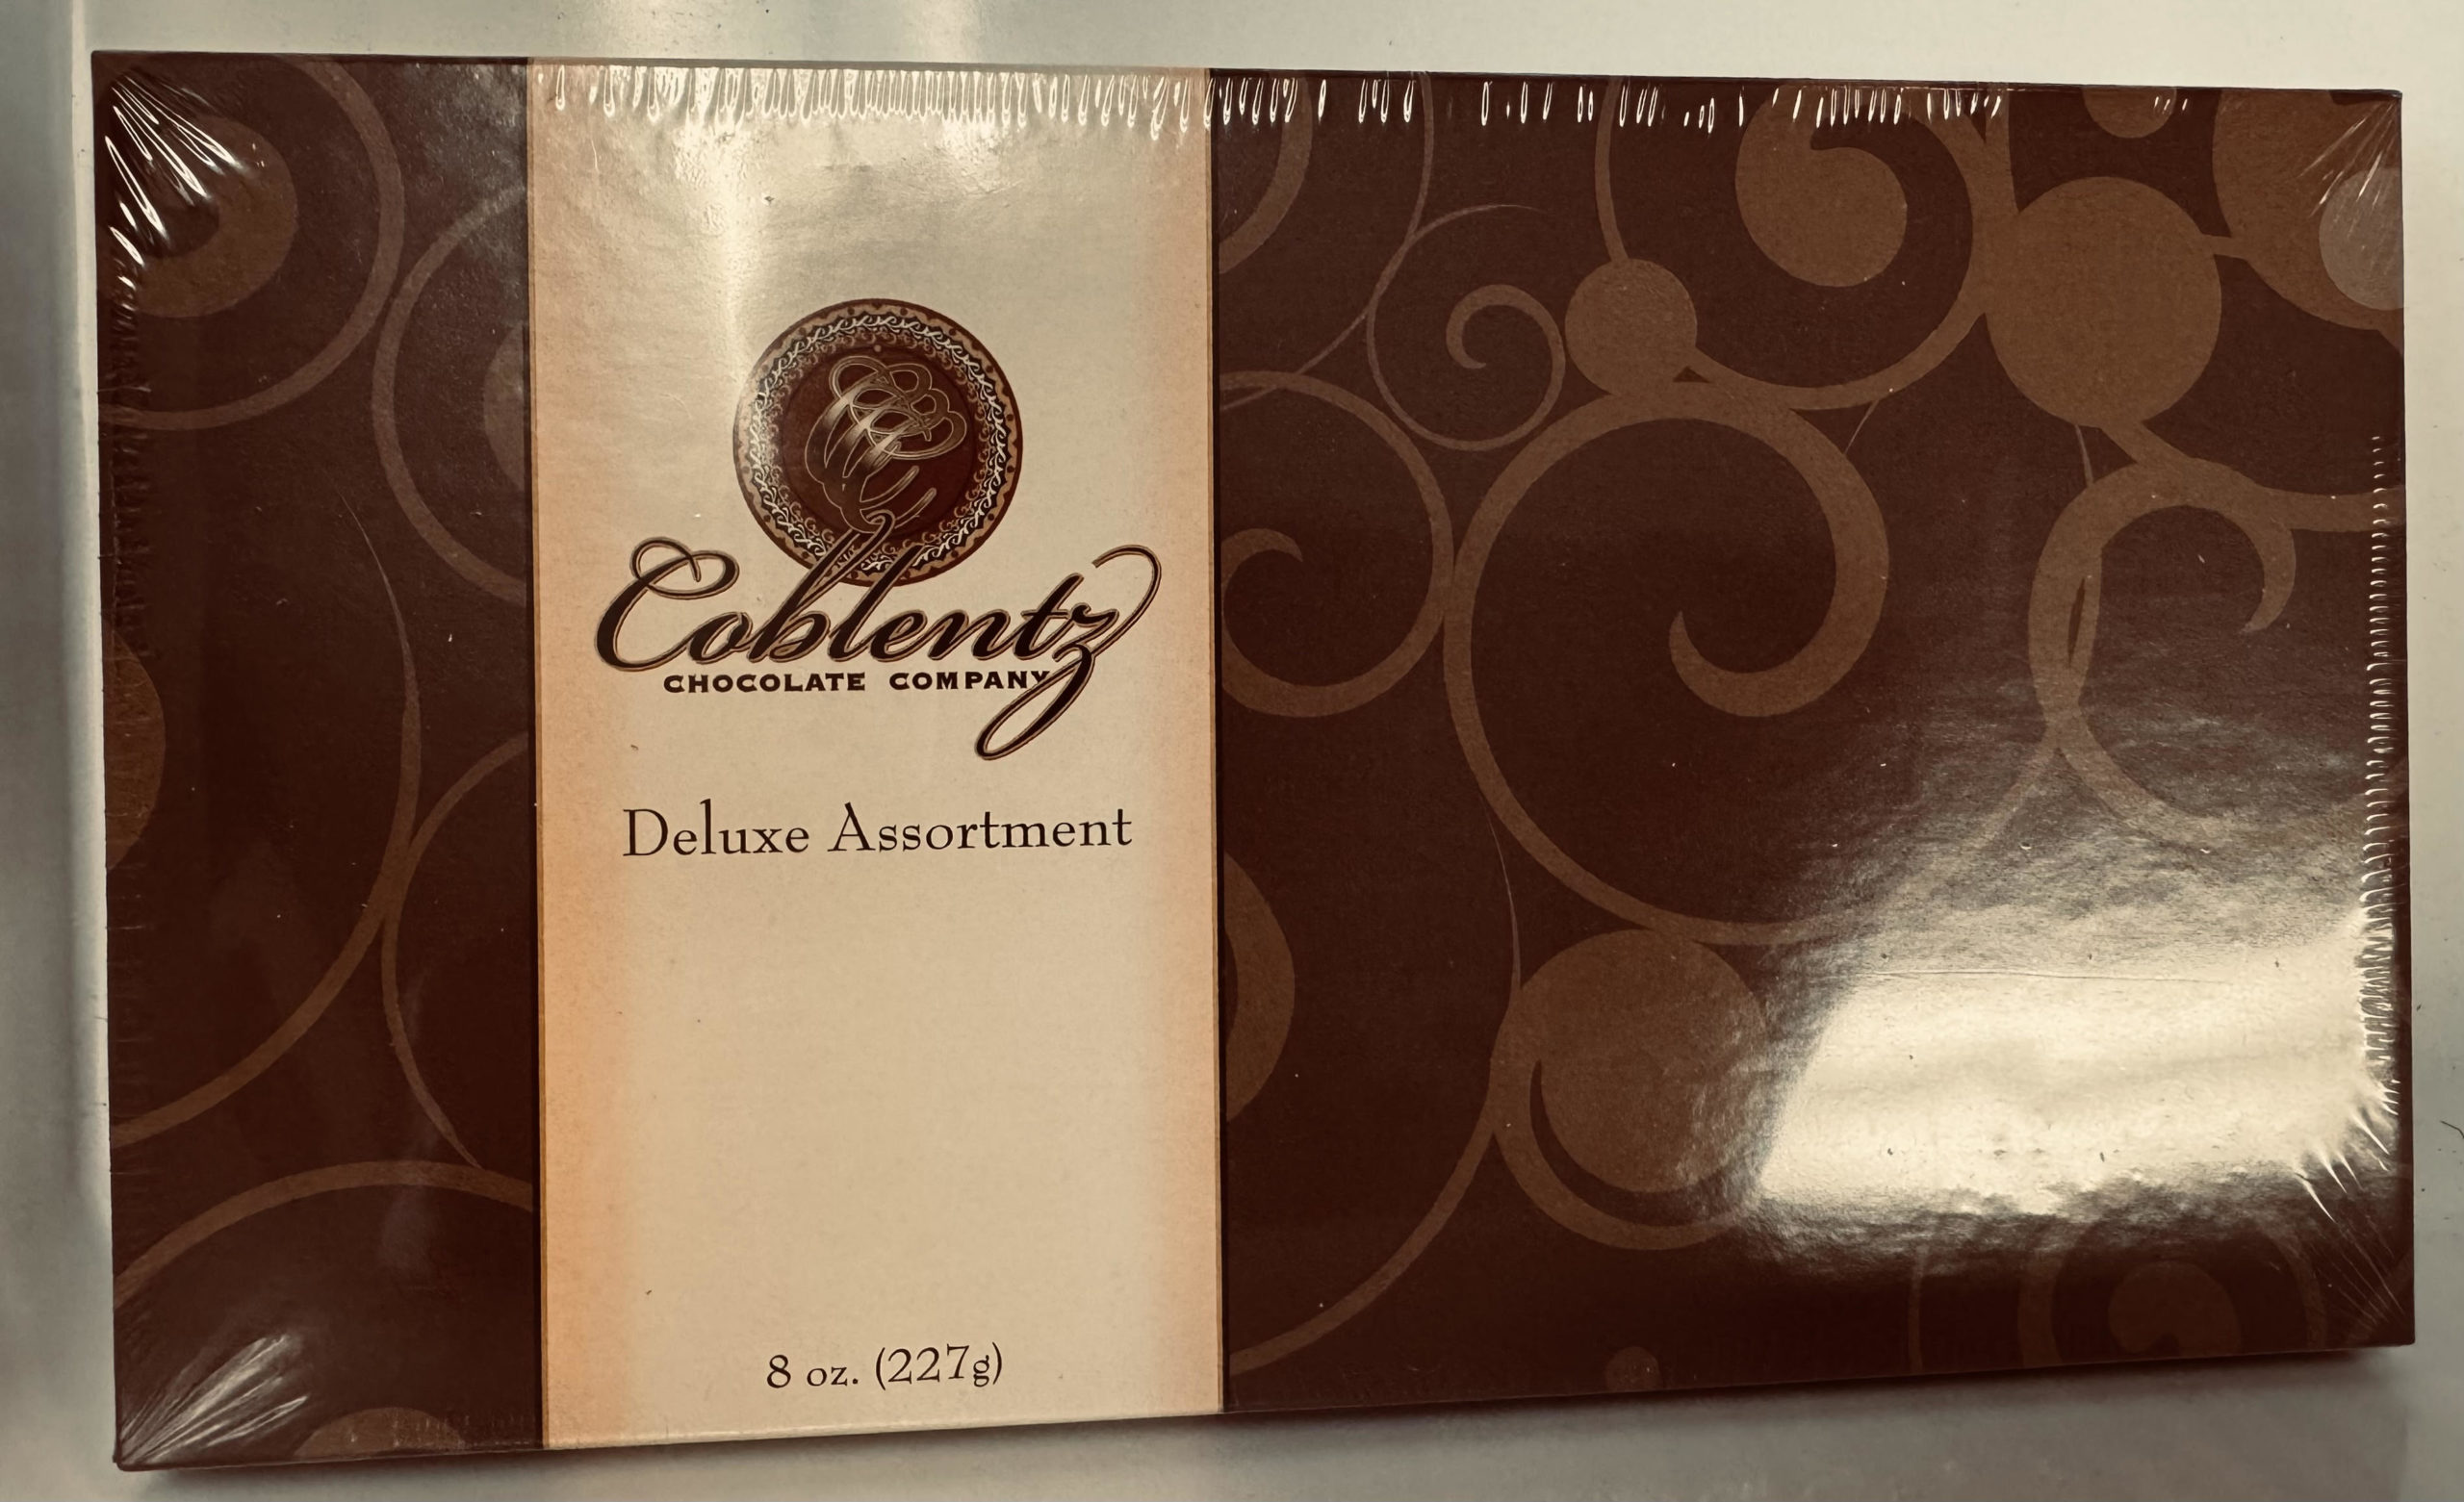 Coblentz
CHOCOLATE COMPANY
Deluxe Assortment
8 oz. (227g)